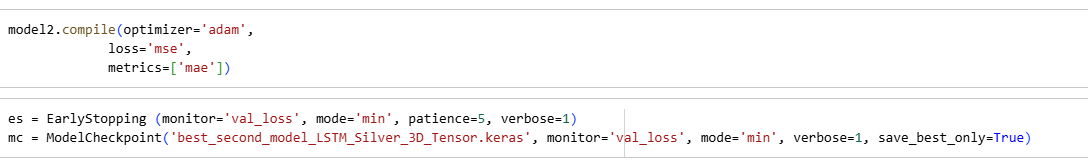 model2.compile(optimizer='adam',
             loss='mse',
             metrics=['mae'])
es = EarlyStopping (monitor='val_loss', mode='min', patience=5, verbose=1)
mc = ModelCheckpoint('best_second_model_LSTM_Silver_3D_Tensor.keras', monitor='val_loss', mode='min', verbose=1, save_best_only=True)